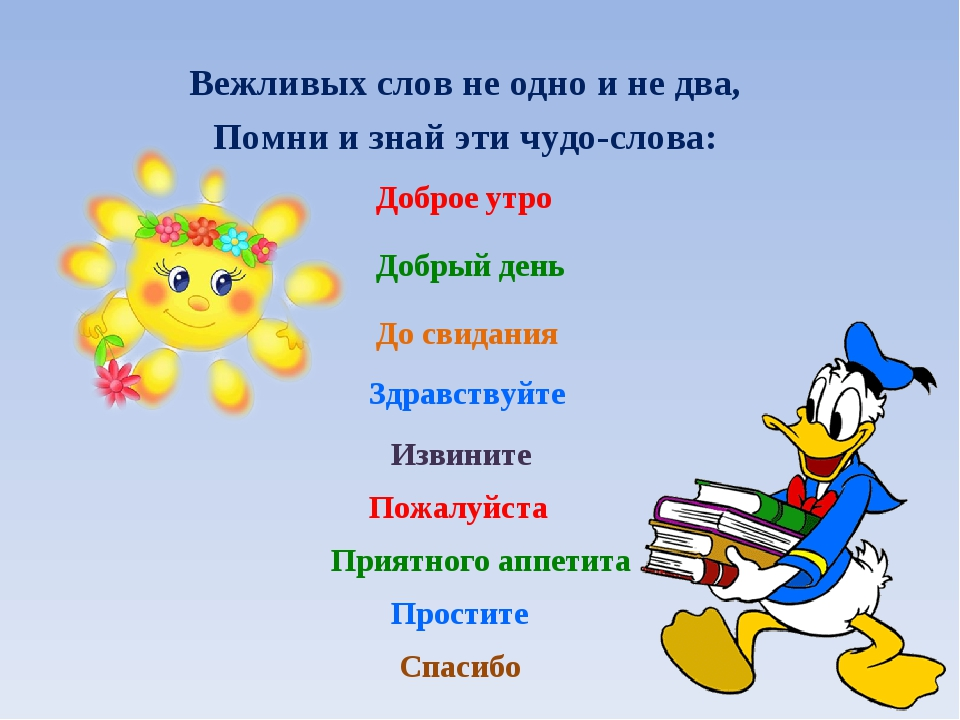 Вежливых слов не одно и не два,
Помни и знай эти чудо-слова:
Доброе утро
Добрый день
До свидания
Здравствуйте
Извините
Пожалуйста
Приятного аппетита
Простите
Спасибо